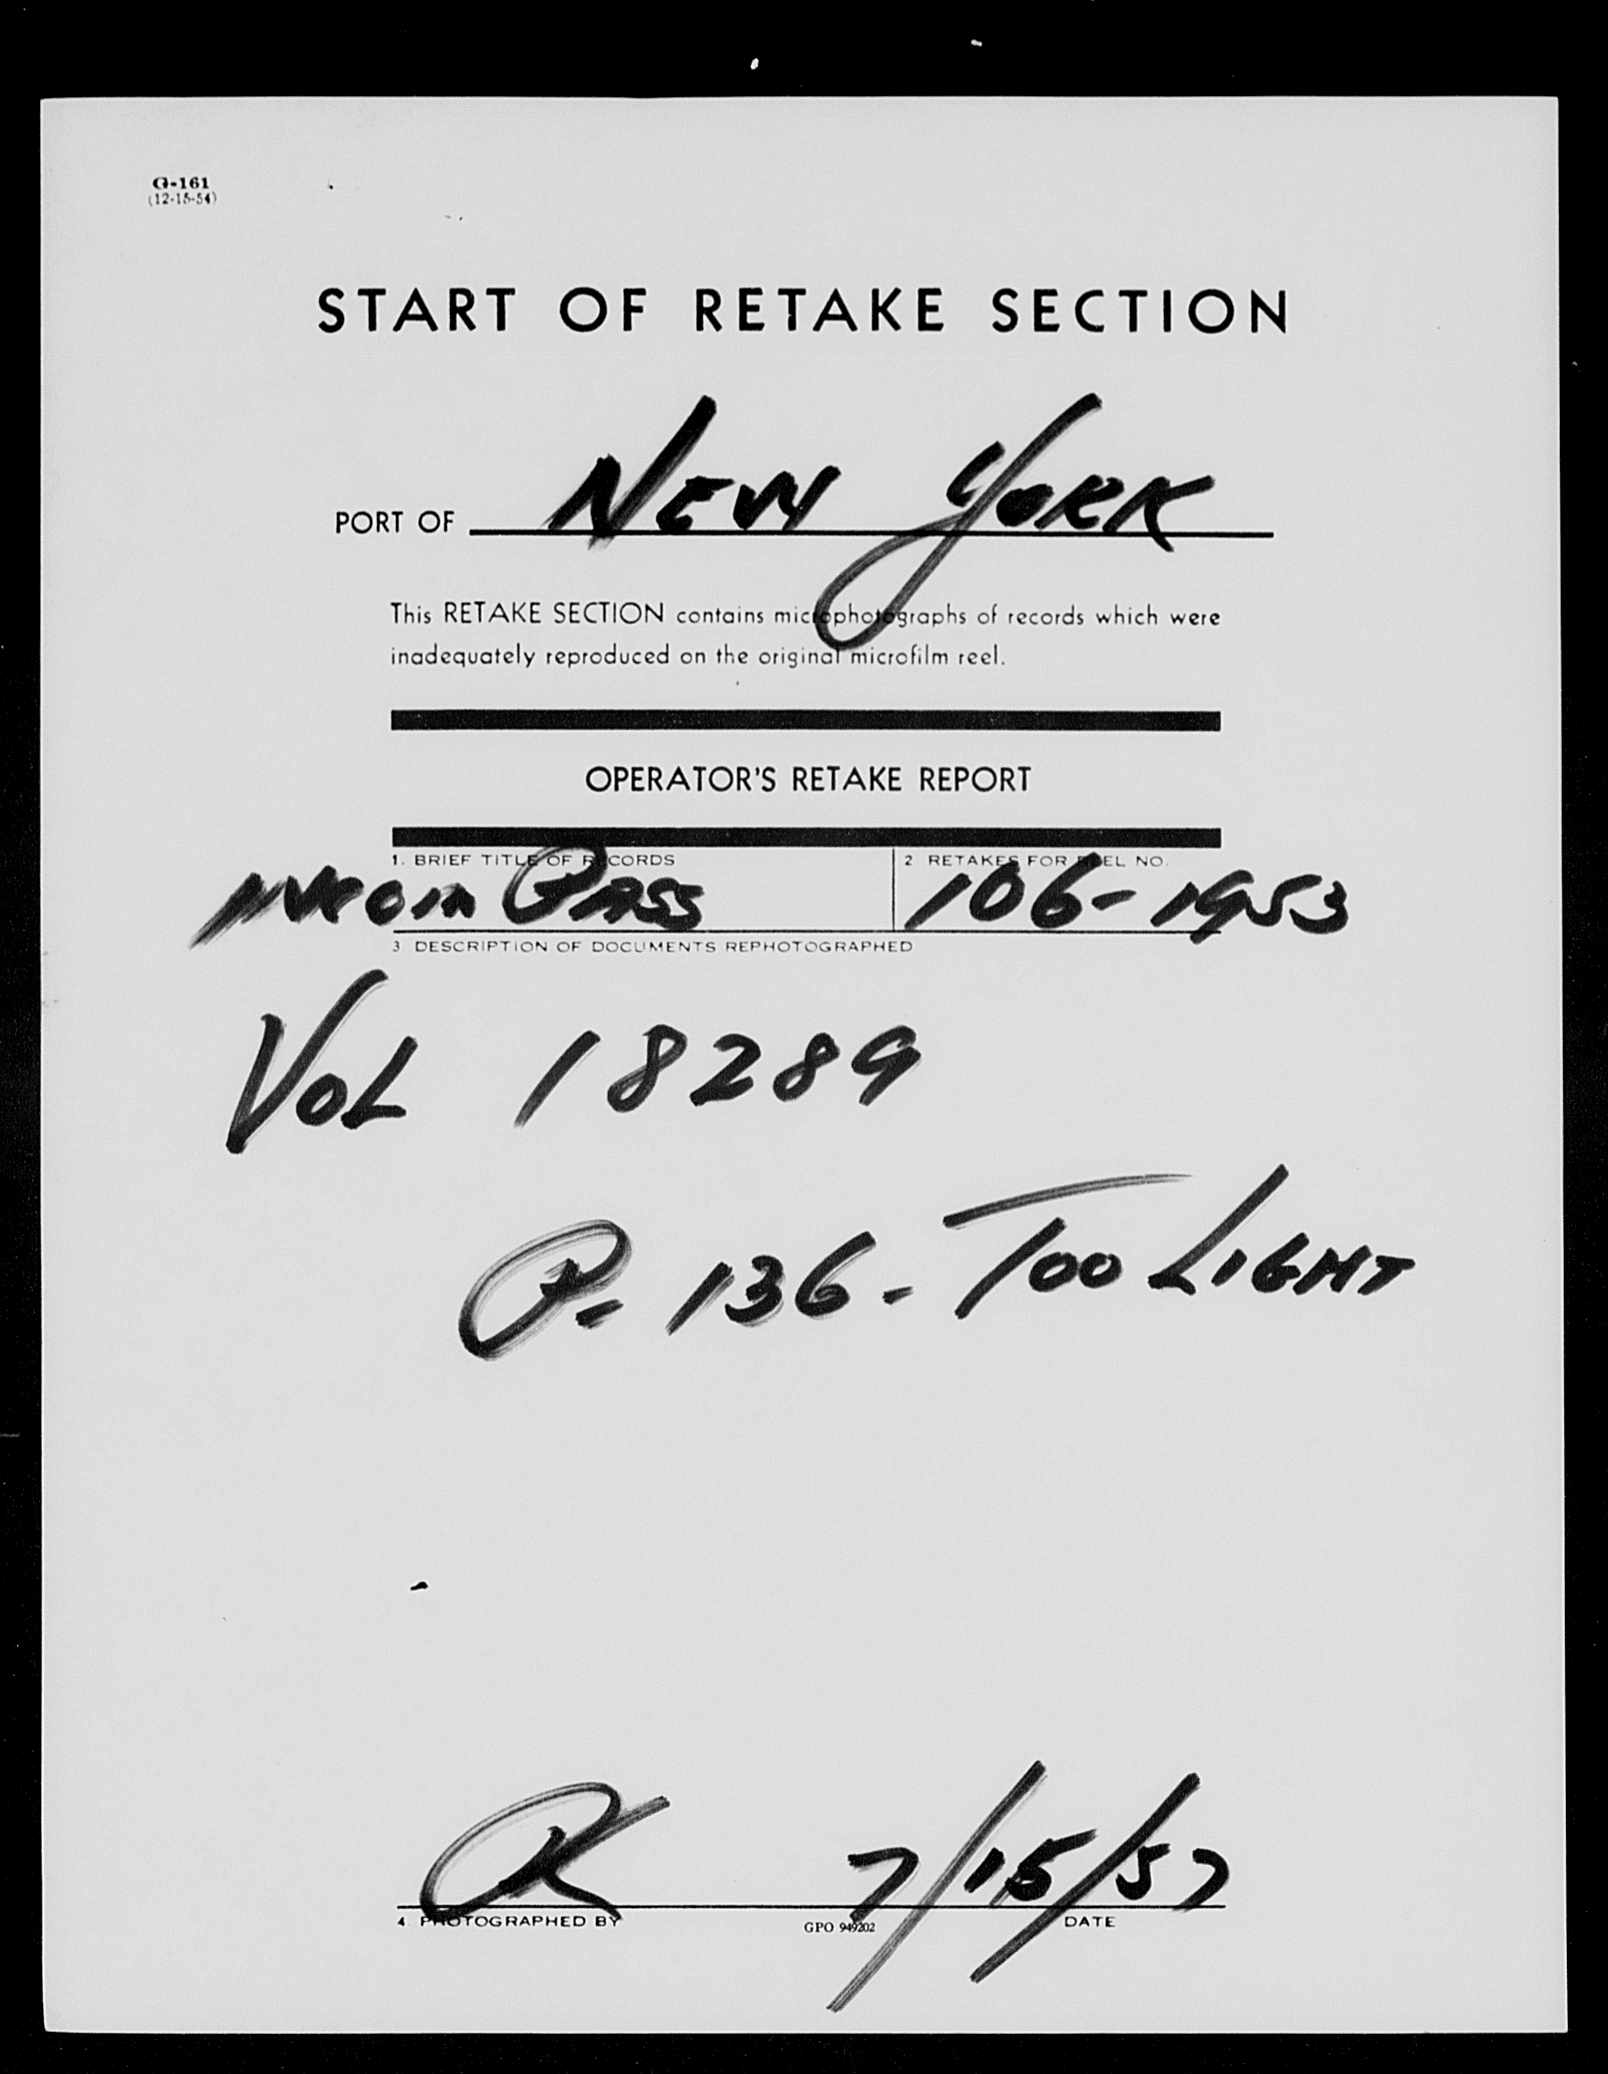 G-161
(12-15-54)
START OF RETAKE SECTION
PORT OF NEW YORK
This RETAKE SECTION contains microphotographs of records which were
inadequately reproduced on the original microfilm reel.
OPERATOR'S RETAKE REPORT
1. BRIEF TITLE OF RECORDS 2 RETAKES FOR REEL NO.
PASS 106-1953
3 DESCRIPTION OF DOCUMENTS REPHOTOGRAPHED
VOL 18289
P- 136 - TOO LIGHT
RK 7/15/57
4 PHOTOGRAPHED BY GPO 949202 DATE